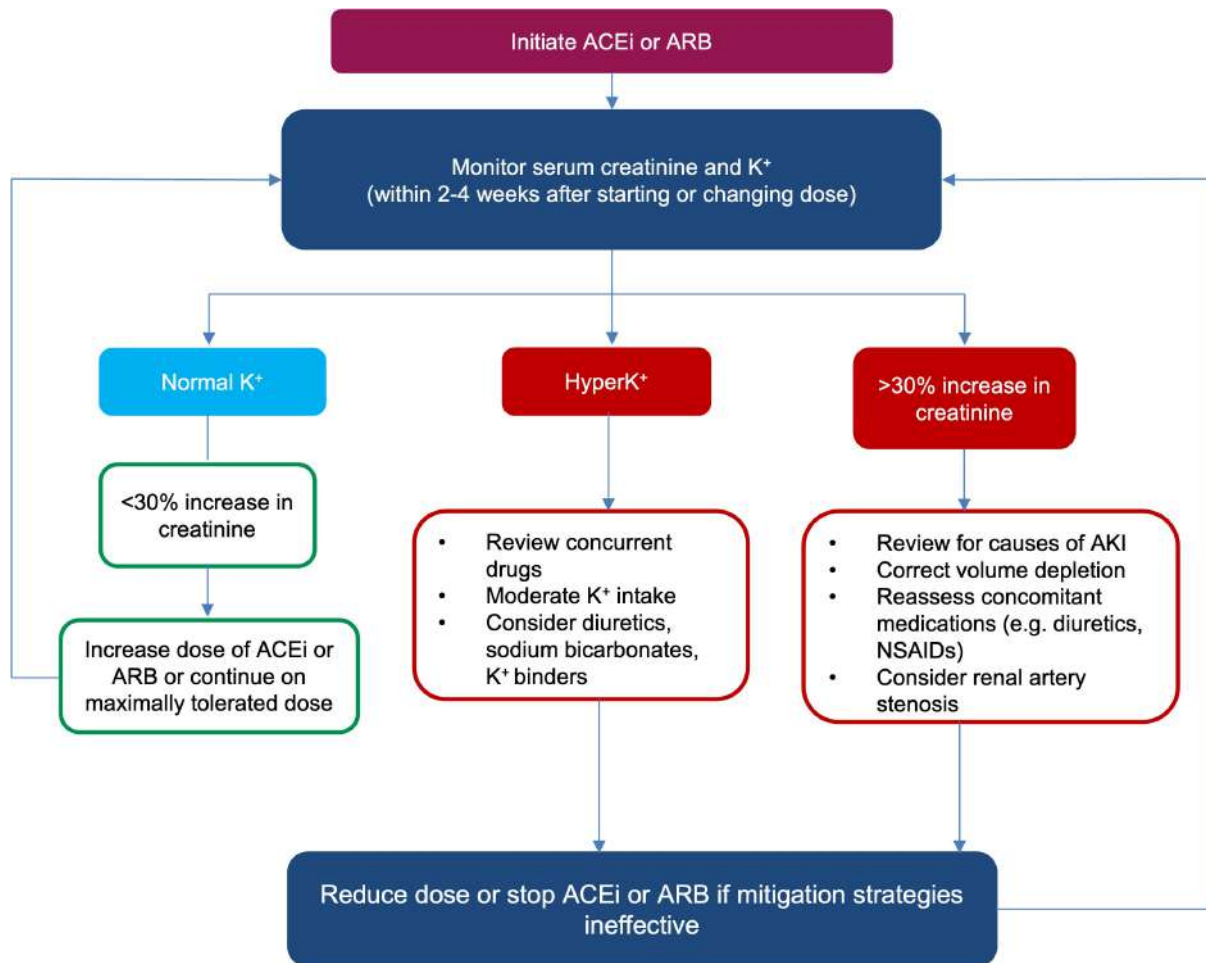 Initiate ACEi or ARB
Monitor serum creatinine and K⁺
(within 2-4 weeks after starting or changing dose)
Normal K⁺
HyperK⁺
>30% increase in
creatinine
<30% increase in
creatinine
Increase dose of ACEi or
ARB or continue on
maximally tolerated dose
• Review concurrent
drugs
• Moderate K⁺ intake
• Consider diuretics,
sodium bicarbonates,
K⁺ binders
• Review for causes of AKI
• Correct volume depletion
• Reassess concomitant
medications (e.g. diuretics,
NSAIDs)
• Consider renal artery
stenosis
Reduce dose or stop ACEi or ARB if mitigation strategies
ineffective